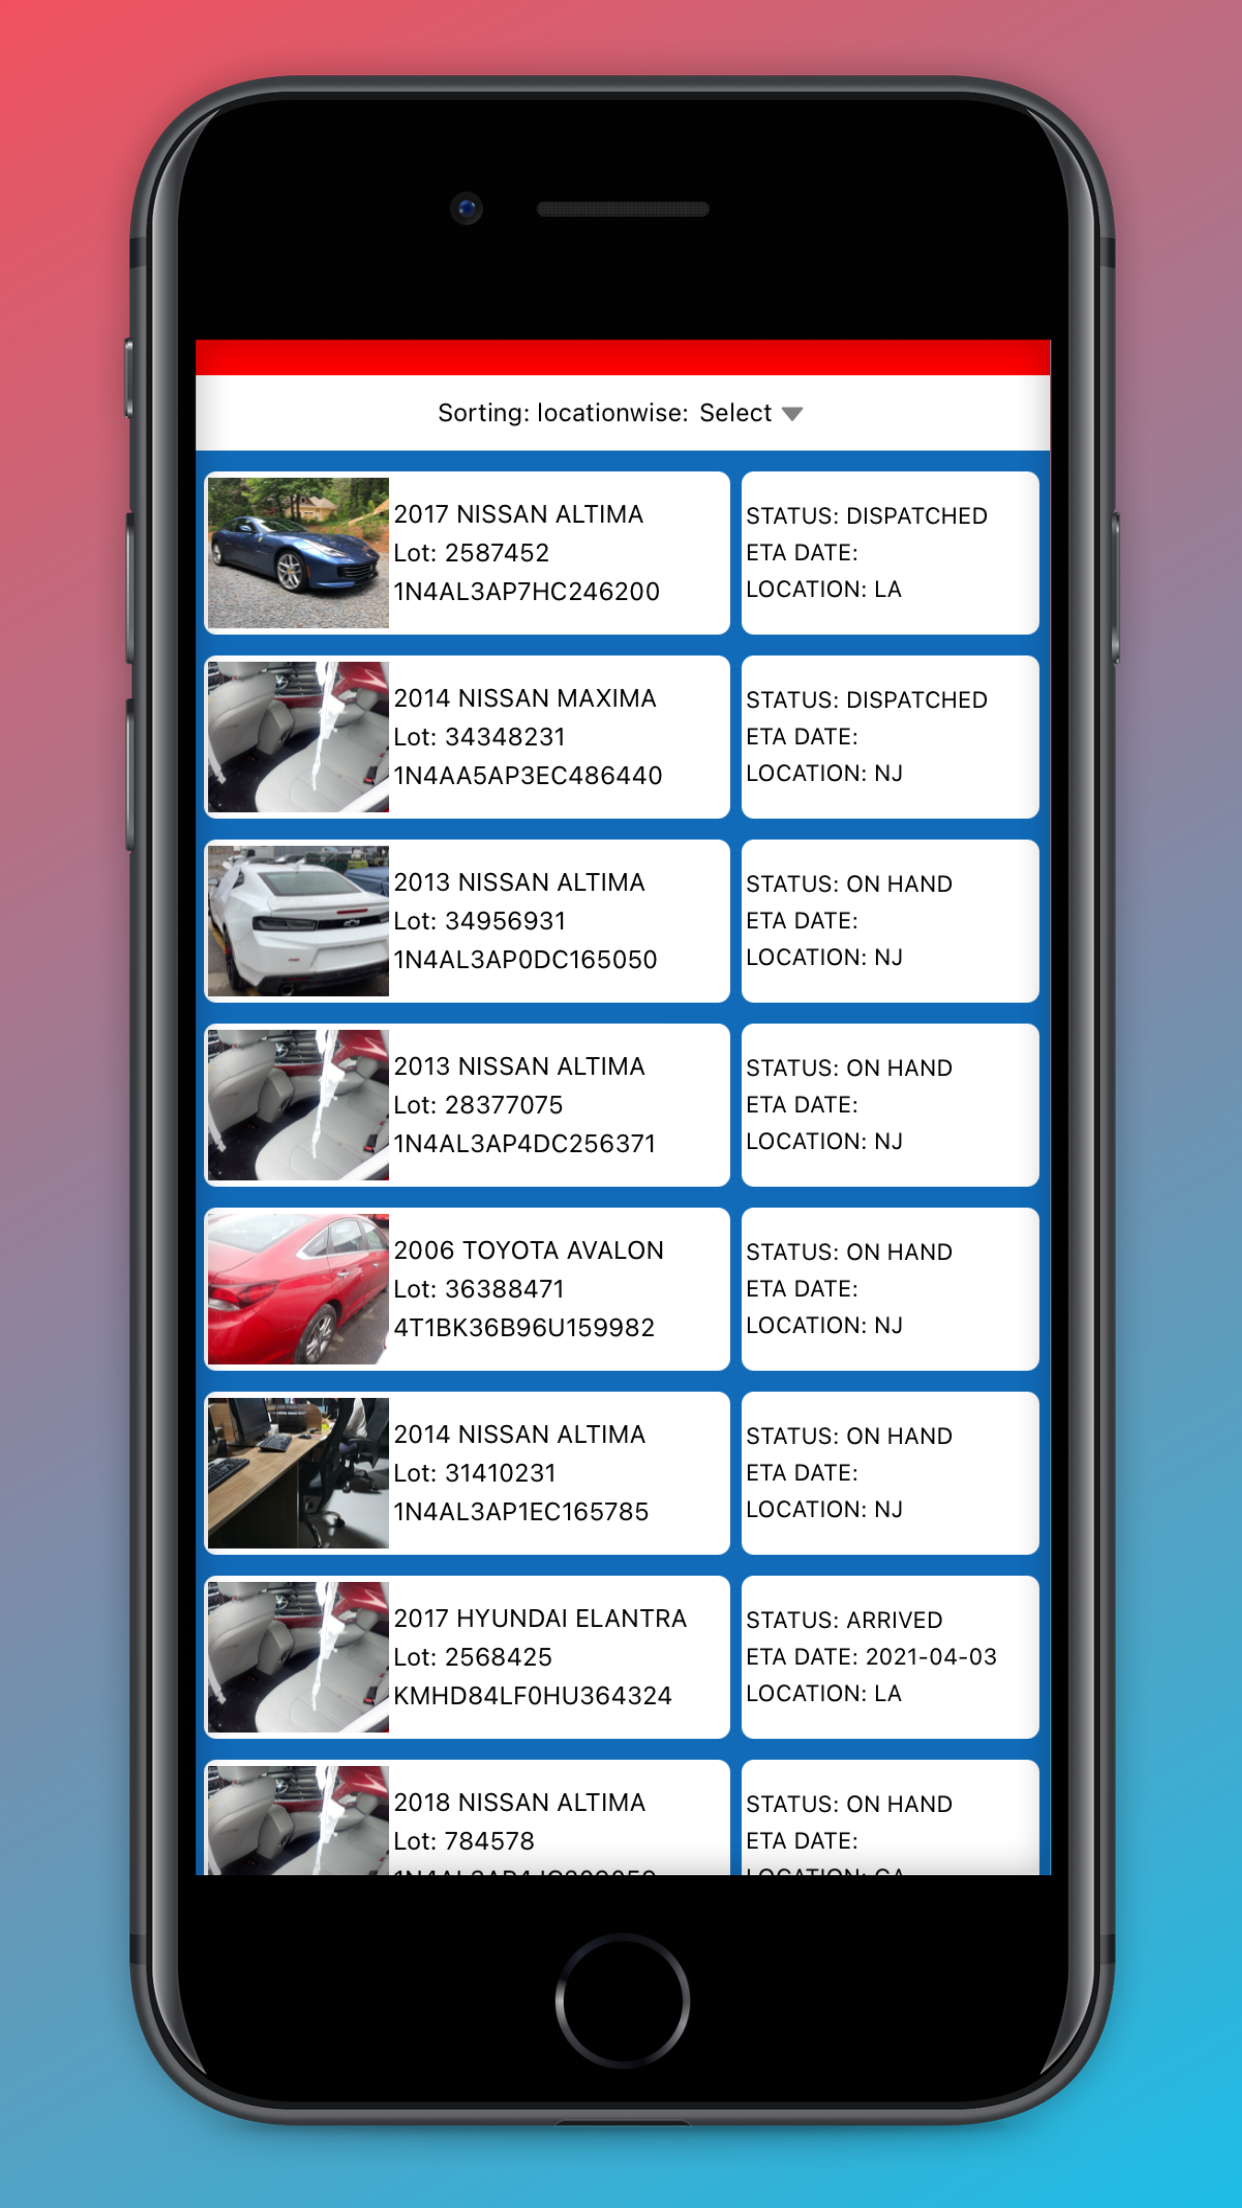 Sorting: locationwise: Select
2017 NISSAN ALTIMA
Lot: 2587452
1N4AL3AP7HC246200
STATUS: DISPATCHED
ETA DATE:
LOCATION: LA
2014 NISSAN MAXIMA
Lot: 34348231
1N4AA5AP3EC486440
STATUS: DISPATCHED
ETA DATE:
LOCATION: NJ
2013 NISSAN ALTIMA
Lot: 34956931
1N4AL3AP0DC165050
STATUS: ON HAND
ETA DATE:
LOCATION: NJ
2013 NISSAN ALTIMA
Lot: 28377075
1N4AL3AP4DC256371
STATUS: ON HAND
ETA DATE:
LOCATION: NJ
2006 TOYOTA AVALON
Lot: 36388471
4T1BK36B96U159982
STATUS: ON HAND
ETA DATE:
LOCATION: NJ
2014 NISSAN ALTIMA
Lot: 31410231
1N4AL3AP1EC165785
STATUS: ON HAND
ETA DATE:
LOCATION: NJ
2017 HYUNDAI ELANTRA
Lot: 2568425
KMHD84LF0HU364324
STATUS: ARRIVED
ETA DATE: 2021-04-03
LOCATION: LA
2018 NISSAN ALTIMA
Lot: 784578
STATUS: ON HAND
ETA DATE: